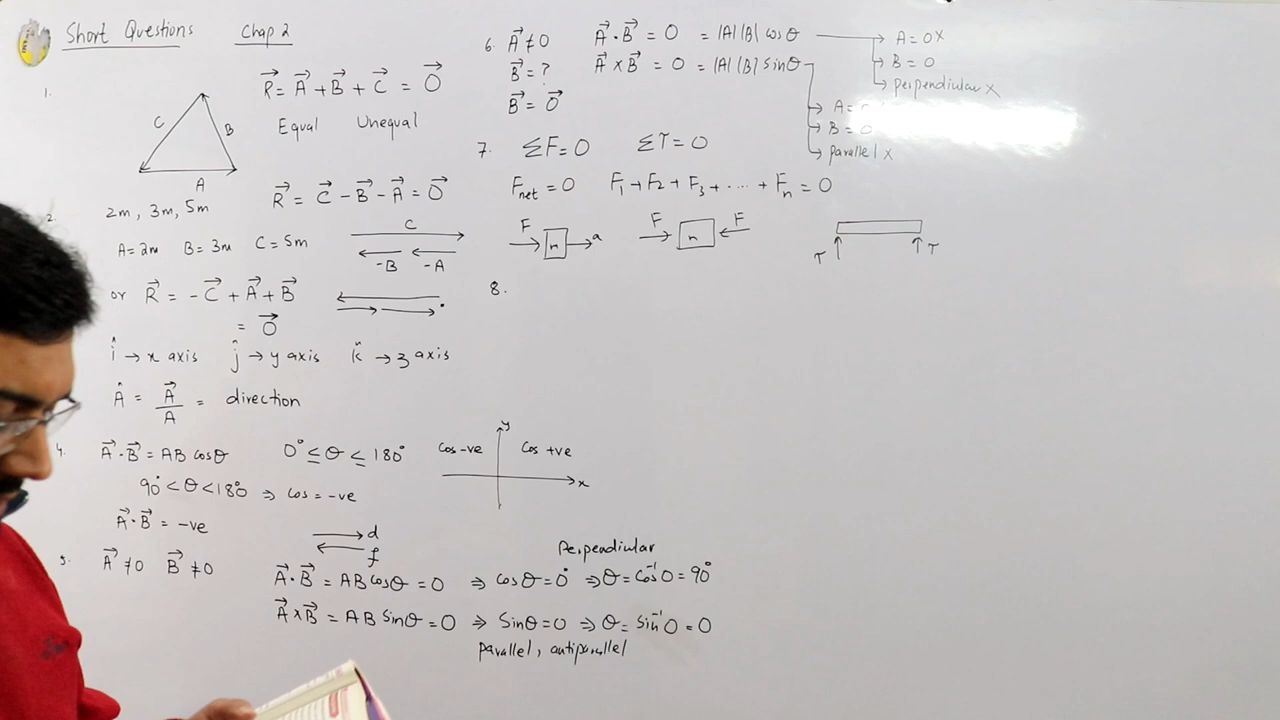 Short Questions Chap 2
1.
C B
A
R⃗ = A⃗ + B⃗ + C⃗ = O⃗
Equal Unequal
R⃗ = C⃗ - B⃗ - A⃗ = O⃗
2. 2m, 3m, 5m
A = 2m B = 3m C = 5m
C
-B -A
or R⃗ = - C⃗ + A⃗ + B⃗
= O⃗
î → x axis ĵ → y axis k̂ → z axis
Â = A⃗/A = direction
4. A⃗ . B⃗ = AB cosθ 0° ≤ θ ≤ 180°
90° < θ < 180° ⇒ cos = -ve
A⃗ . B⃗ = -ve
y
Cos -ve Cos +ve
x
5. A⃗ ≠ 0 B⃗ ≠ 0
d
f
Perpendicular
A⃗ . B⃗ = AB cosθ = 0 ⇒ cosθ = 0° ⇒ θ = cos⁻¹ 0 = 90°
A⃗ x B⃗ = AB Sinθ = 0 ⇒ Sinθ = 0 ⇒ θ = sin⁻¹ 0 = 0
parallel, antiparallel
6. A⃗ ≠ 0 A⃗ . B⃗ = 0 = |A| |B| cosθ → A = 0 x
B⃗ = ? A⃗ x B⃗ = 0 = |A| |B| sinθ → B = 0
B⃗ = O⃗ → perpendicular x
→ A =
→ B = 0
→ parallel x
7. ΣF = 0 Στ = 0
Fnet = 0 F₁ + F₂ + F₃ + .... + Fn = 0
F m a F m F
τ τ
8.